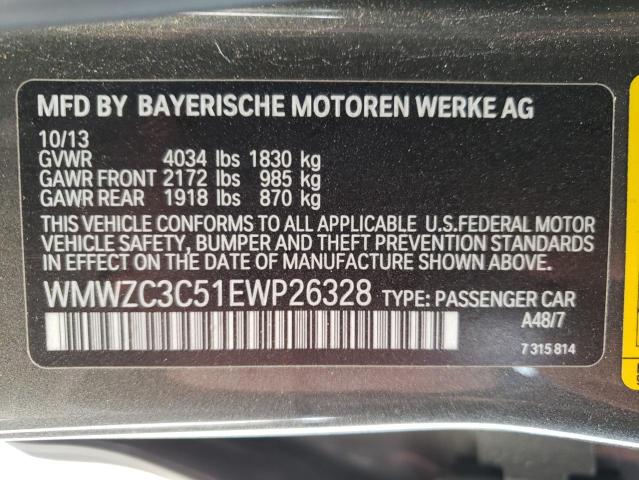 MFD BY BAYERISCHE MOTOREN WERKE AG
10/13
GVWR 4034 lbs 1830 kg
GAWR FRONT 2172 lbs 985 kg
GAWR REAR 1918 lbs 870 kg
THIS VEHICLE CONFORMS TO ALL APPLICABLE U.S.FEDERAL MOTOR
VEHICLE SAFETY, BUMPER AND THEFT PREVENTION STANDARDS
IN EFFECT ON THE DATE OF MANUFACTURE SHOWN ABOVE.
WMWZC3C51EWP26328 TYPE: PASSENGER CAR
A48/7
7 315 814